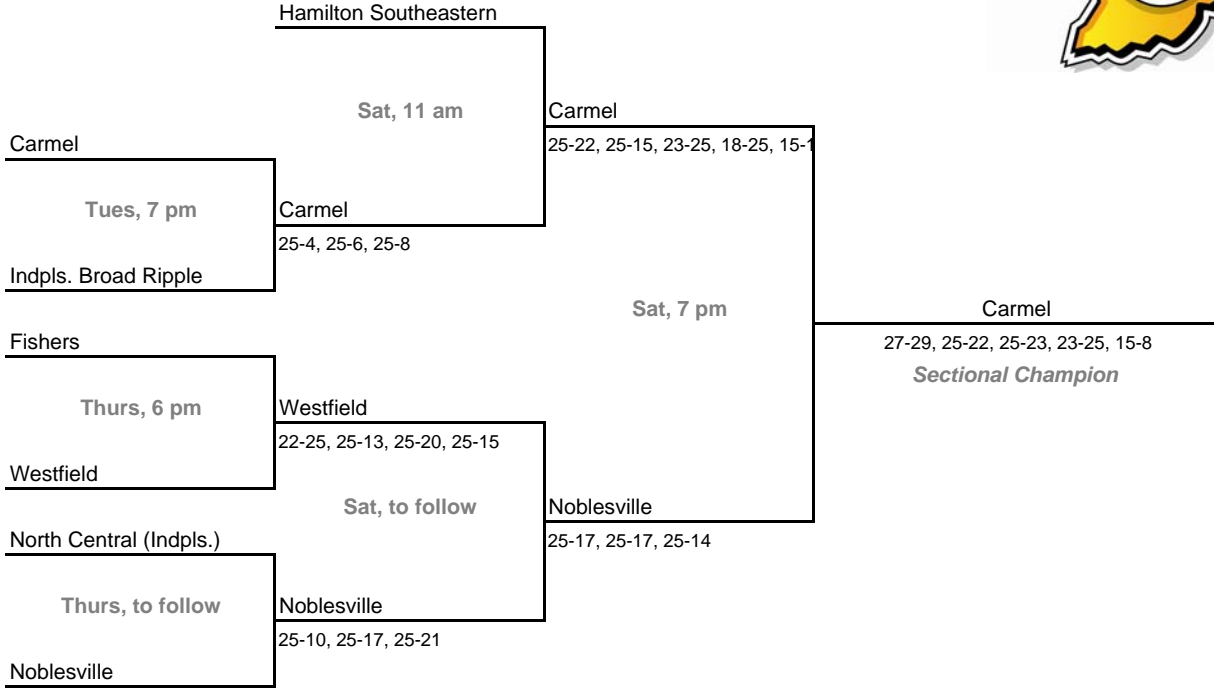 Hamilton Southeastern
Sat, 11 am
Carmel
Carmel
25-22, 25-15, 23-25, 18-25,
Tues, 7 pm
Carmel
25-4, 25-6, 25-8
Indpls. Broad Ripple
Sat, 7 pm
Carmel
Fishers
27-29, 25-22, 25-23, 23-25, 15-8
Sectional Champion
Thurs, 6 pm
Westfield
22-25, 25-13, 25-20, 25-15
Westfield
Sat, to follow
Noblesville
North Central (Indpls.)
25-17, 25-17, 25-14
Thurs, to follow
Noblesville
25-10, 25-17, 25-21
Noblesville